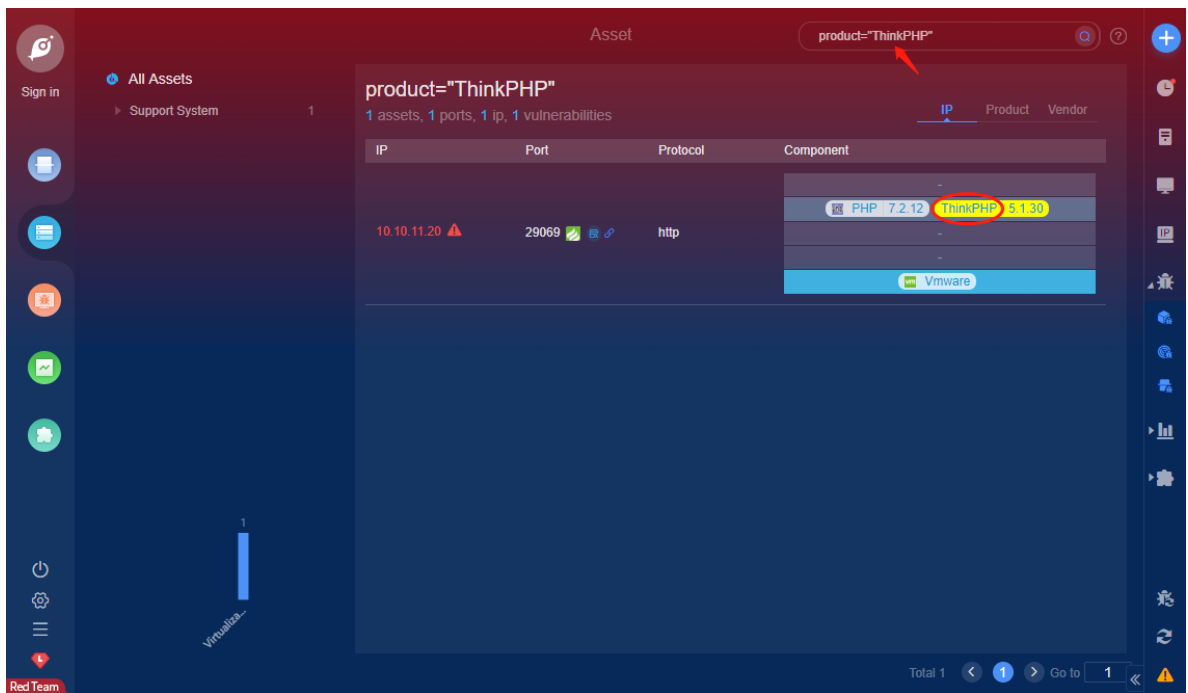 Asset
product="ThinkPHP"
Sign in
All Assets
Support System 1
product="ThinkPHP"
1 assets, 1 ports, 1 ip, 1 vulnerabilities
IP Product Vendor
IP Port Protocol Component
-
PHP 7.2.12 ThinkPHP 5.1.30
10.10.11.20 29069 http -
-
Vmware
IP
1
Virtualiza...
Total 1 1 Go to 1
Red Team